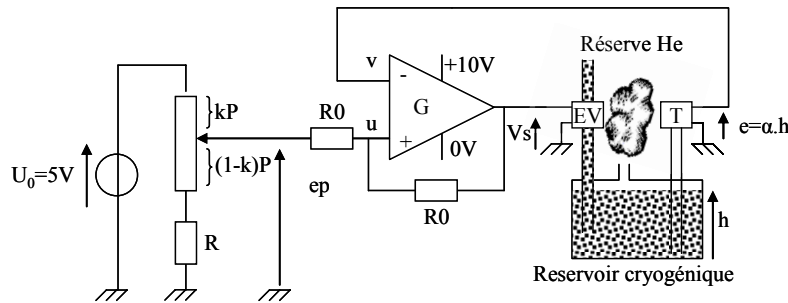 Réserve He
v
-
+10V
kP
R0
G
EV
T
u
+
Vs
e=α.h
U₀=5V
(1-k)P
0V
ep
R0
h
R
Reservoir cryogénique